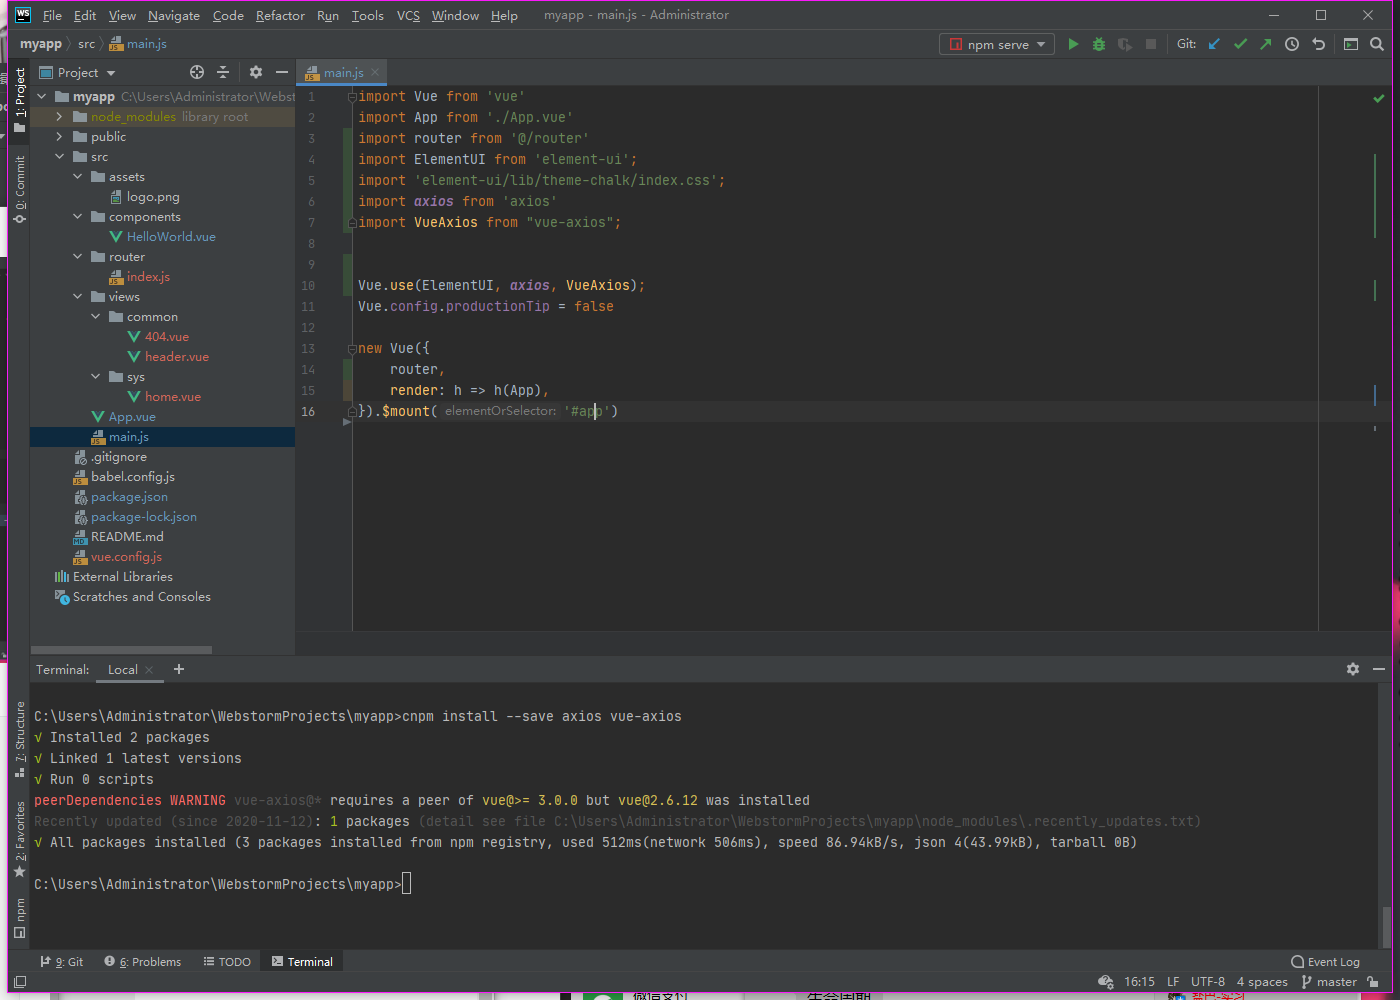 File Edit View Navigate Code Refactor Run Tools VCS Window Help myapp - main.js - Administrator
myapp src main.js npm serve Git:
Project main.js
1: Project
0: Commit
7: Structure
2: Favorites
npm
myapp C:\Users\Administrator\Webst
node_modules library root
public
src
assets
logo.png
components
HelloWorld.vue
router
index.js
views
common
404.vue
header.vue
sys
home.vue
App.vue
main.js
.gitignore
babel.config.js
package.json
package-lock.json
README.md
vue.config.js
External Libraries
Scratches and Consoles
1 import Vue from 'vue'
2 import App from './App.vue'
3 import router from '@/router'
4 import ElementUI from 'element-ui';
5 import 'element-ui/lib/theme-chalk/index.css';
6 import axios from 'axios'
7 import VueAxios from "vue-axios";
8
9
10 Vue.use(ElementUI, axios, VueAxios);
11 Vue.config.productionTip = false
12
13 new Vue({
14 router,
15 render: h => h(App),
16 }).$mount( elementOrSelector: '#app')
Terminal: Local +
C:\Users\Administrator\WebstormProjects\myapp>cnpm install --save axios vue-axios
√ Installed 2 packages
√ Linked 1 latest versions
√ Run 0 scripts
peerDependencies WARNING vue-axios@* requires a peer of vue@>= 3.0.0 but vue@2.6.12 was installed
Recently updated (since 2020-11-12): 1 packages (detail see file C:\Users\Administrator\WebstormProjects\myapp\node_modules\.recently_updates.txt)
√ All packages installed (3 packages installed from npm registry, used 512ms(network 506ms), speed 86.94kB/s, json 4(43.99kB), tarball 0B)
C:\Users\Administrator\WebstormProjects\myapp>
9: Git 6: Problems TODO Terminal Event Log
16:15 LF UTF-8 4 spaces master